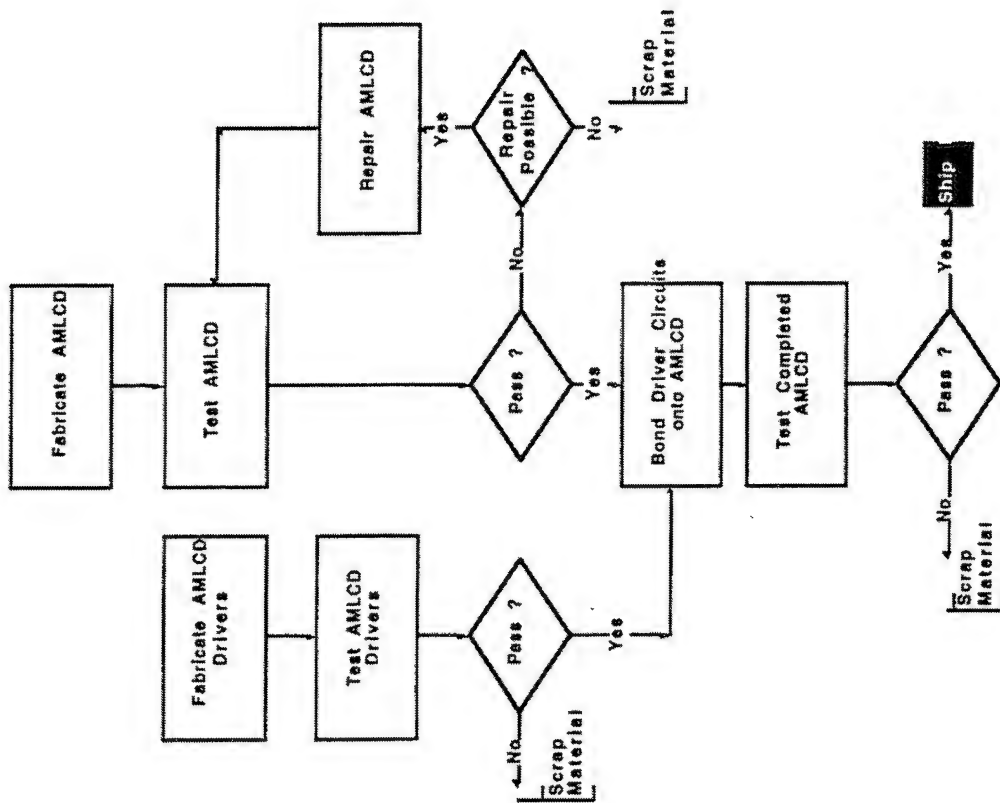 Fabricate AMLCD
Test AMLCD
Repair AMLCD
Pass ?
No
Yes
Repair
Possible ?
Yes
No
Scrap
Material
Fabricate AMLCD
Drivers
Test AMLCD
Drivers
Pass ?
No
Scrap
Material
Yes
Bond Driver Circuits
onto AMLCD
Test Completed
AMLCD
Pass ?
No
Scrap
Material
Yes
Ship